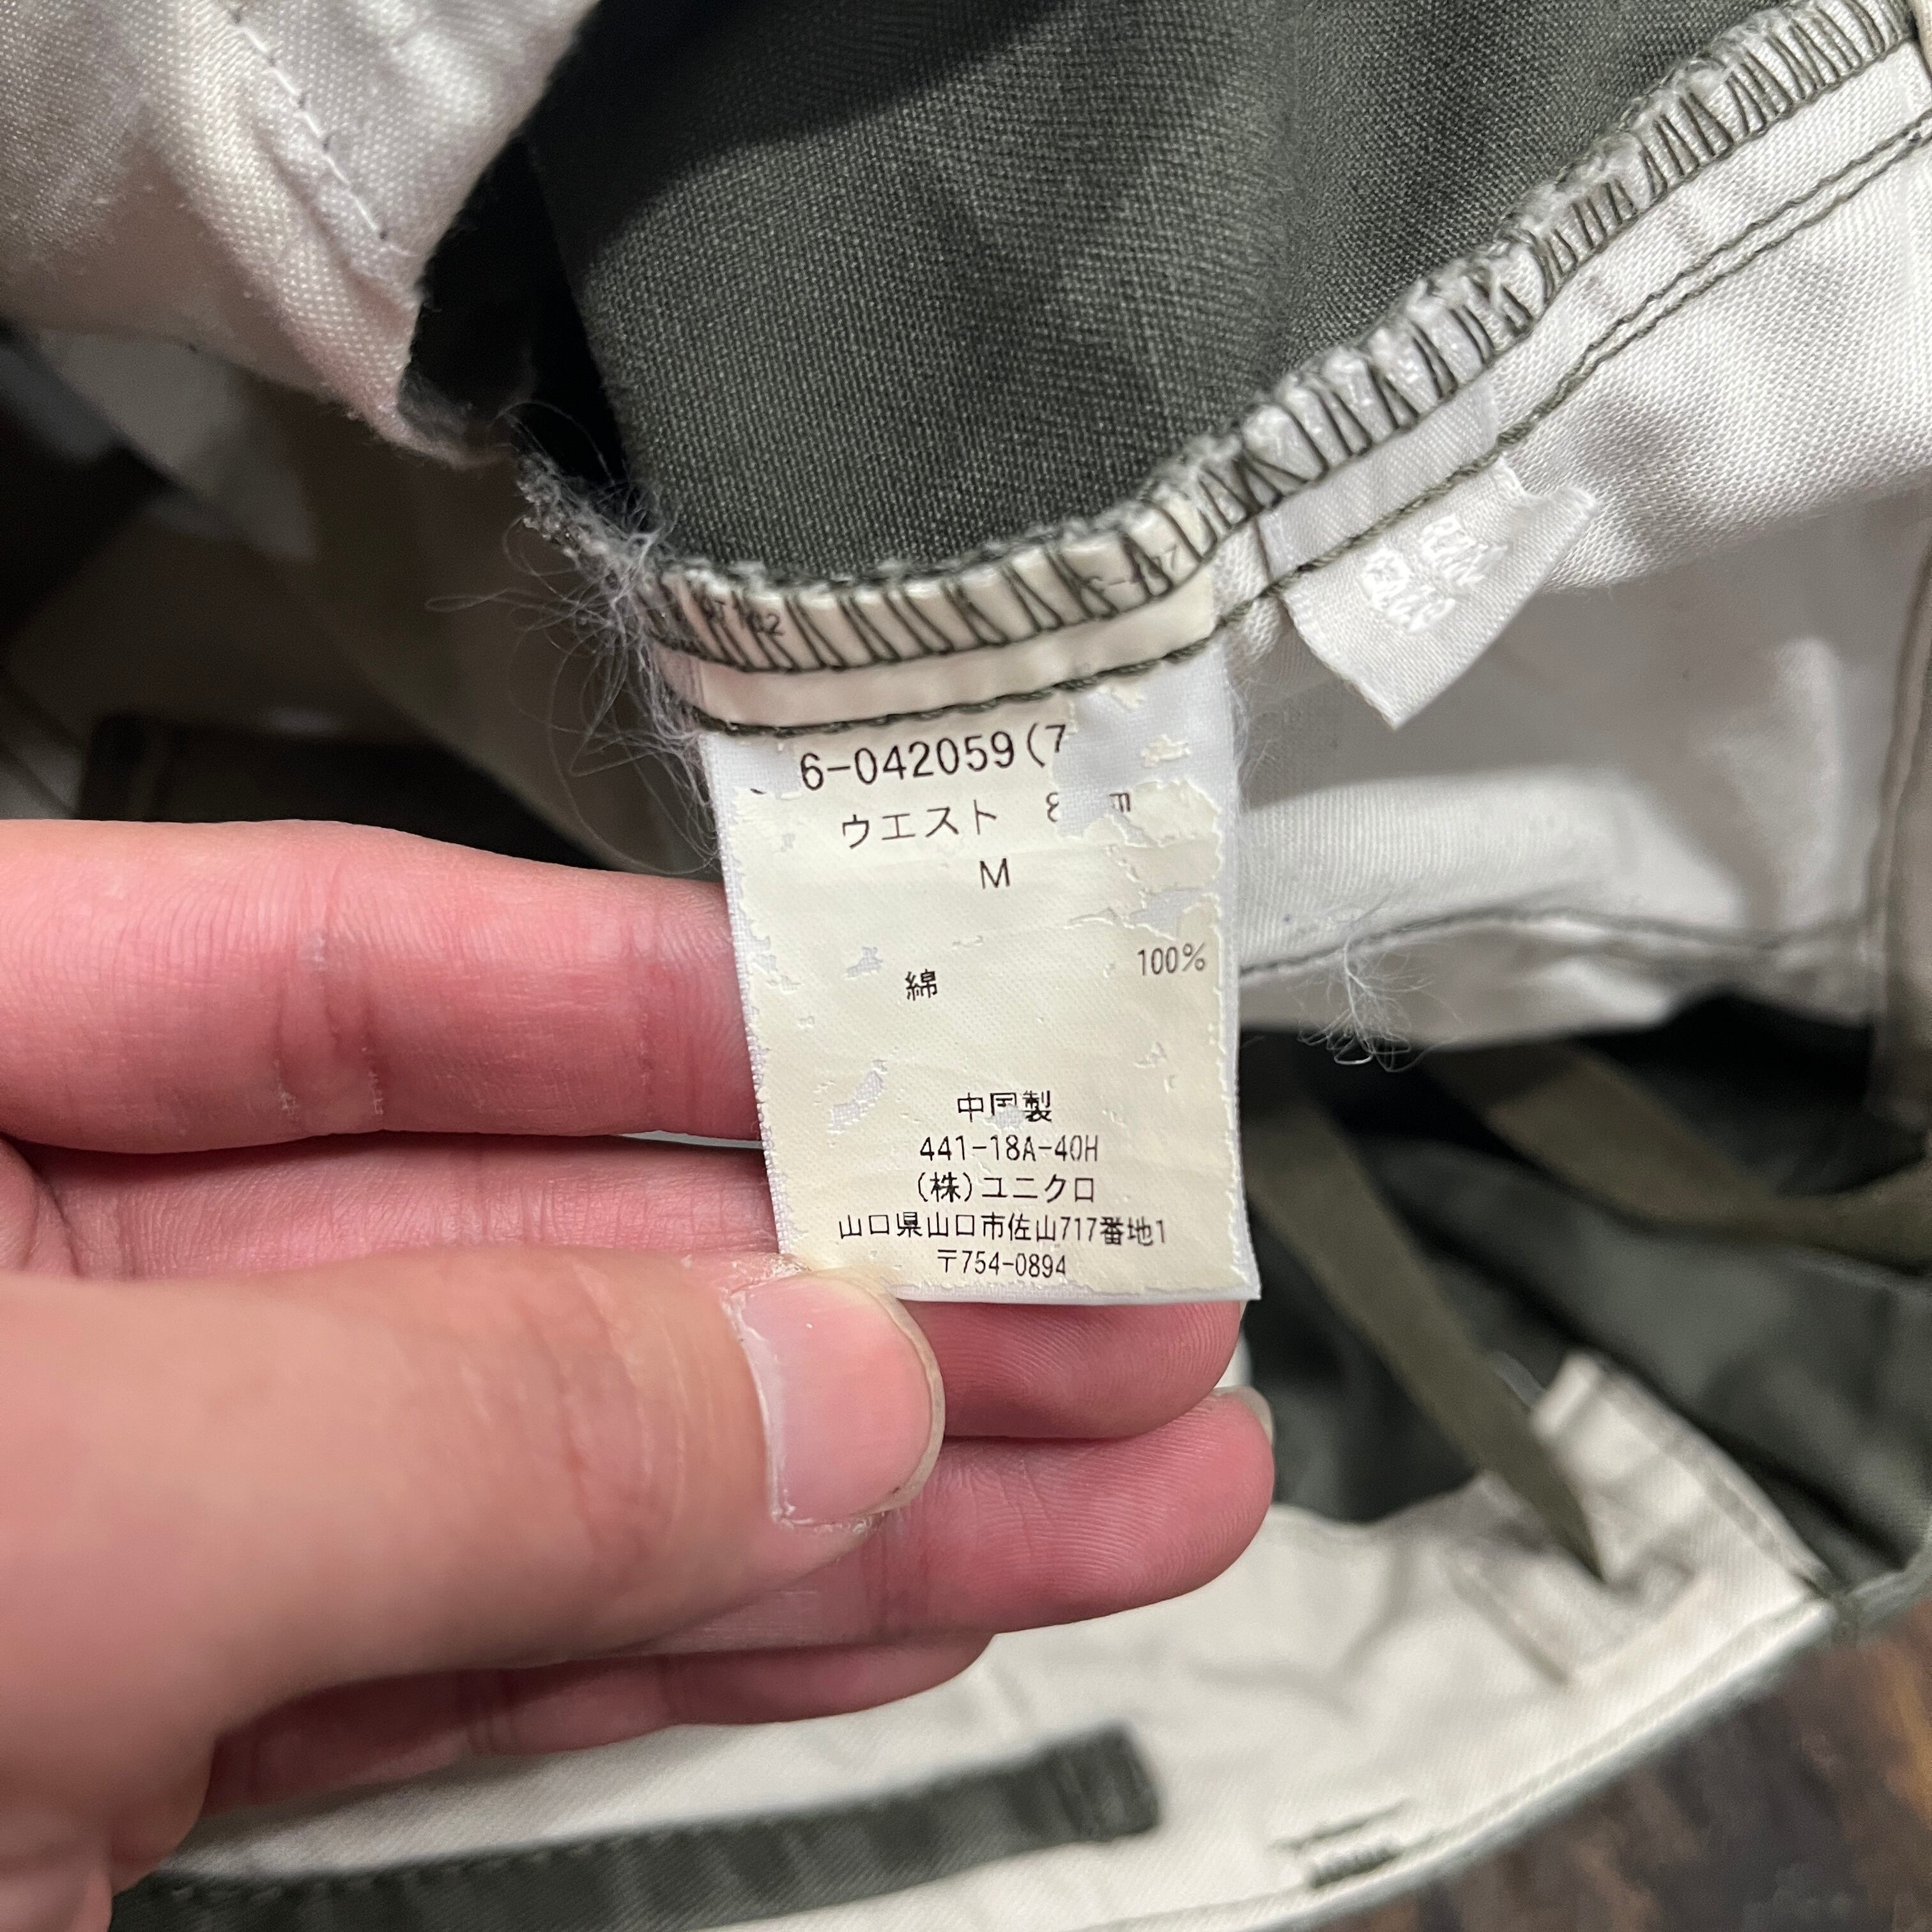 6-042059(7
ウエスト 8
M
綿 100%
中国製
441-18A-40H
(株)ユニクロ
山口県山口市佐山717番地1
〒754-0894